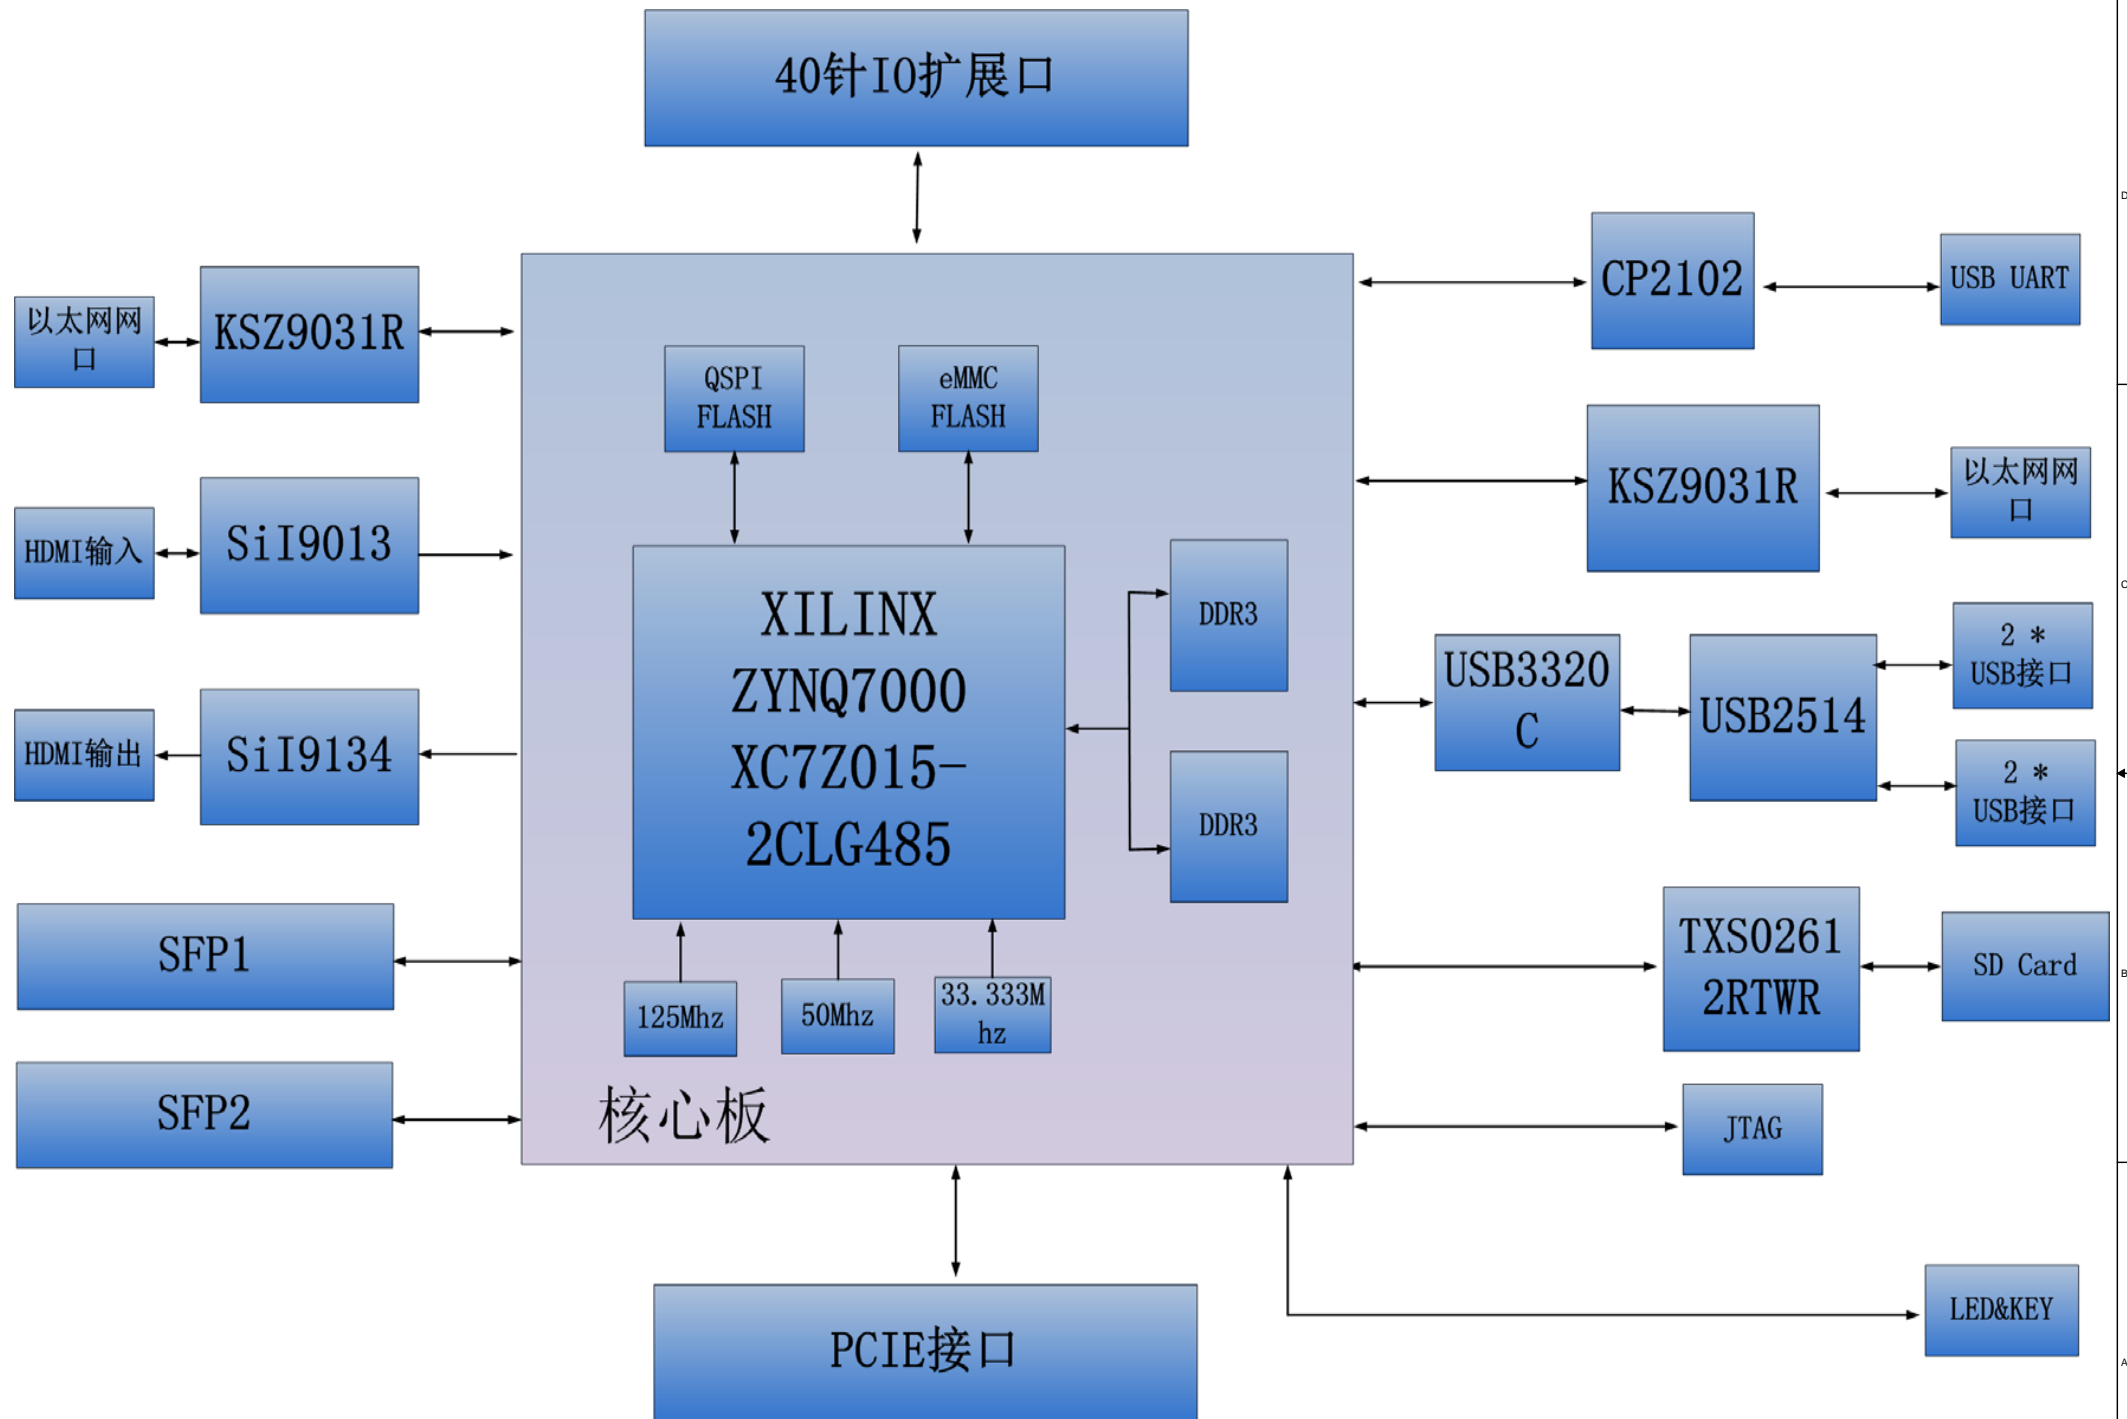 40针IO扩展口
D
CP2102
USB UART
以太网网
口
KSZ9031R
QSPI
FLASH
eMMC
FLASH
KSZ9031R
以太网网
口
HDMI输入
SiI9013
XILINX
ZYNQ7000
XC7Z015-
2CLG485
DDR3
DDR3
C
USB3320
C
USB2514
2 *
USB接口
2 *
USB接口
HDMI输出
SiI9134
SFP1
125Mhz
50Mhz
33.333M
hz
TXS0261
2RTWR
SD Card
B
SFP2
核心板
JTAG
LED&KEY
PCIE接口
A